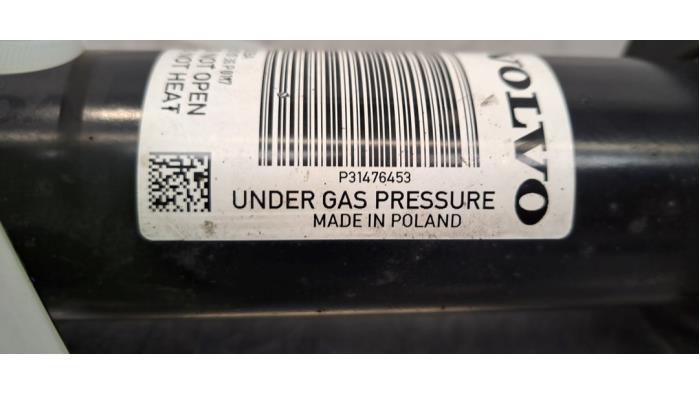 VOLVO
NOT OPEN
NOT HEAT
P31476453
UNDER GAS PRESSURE
MADE IN POLAND